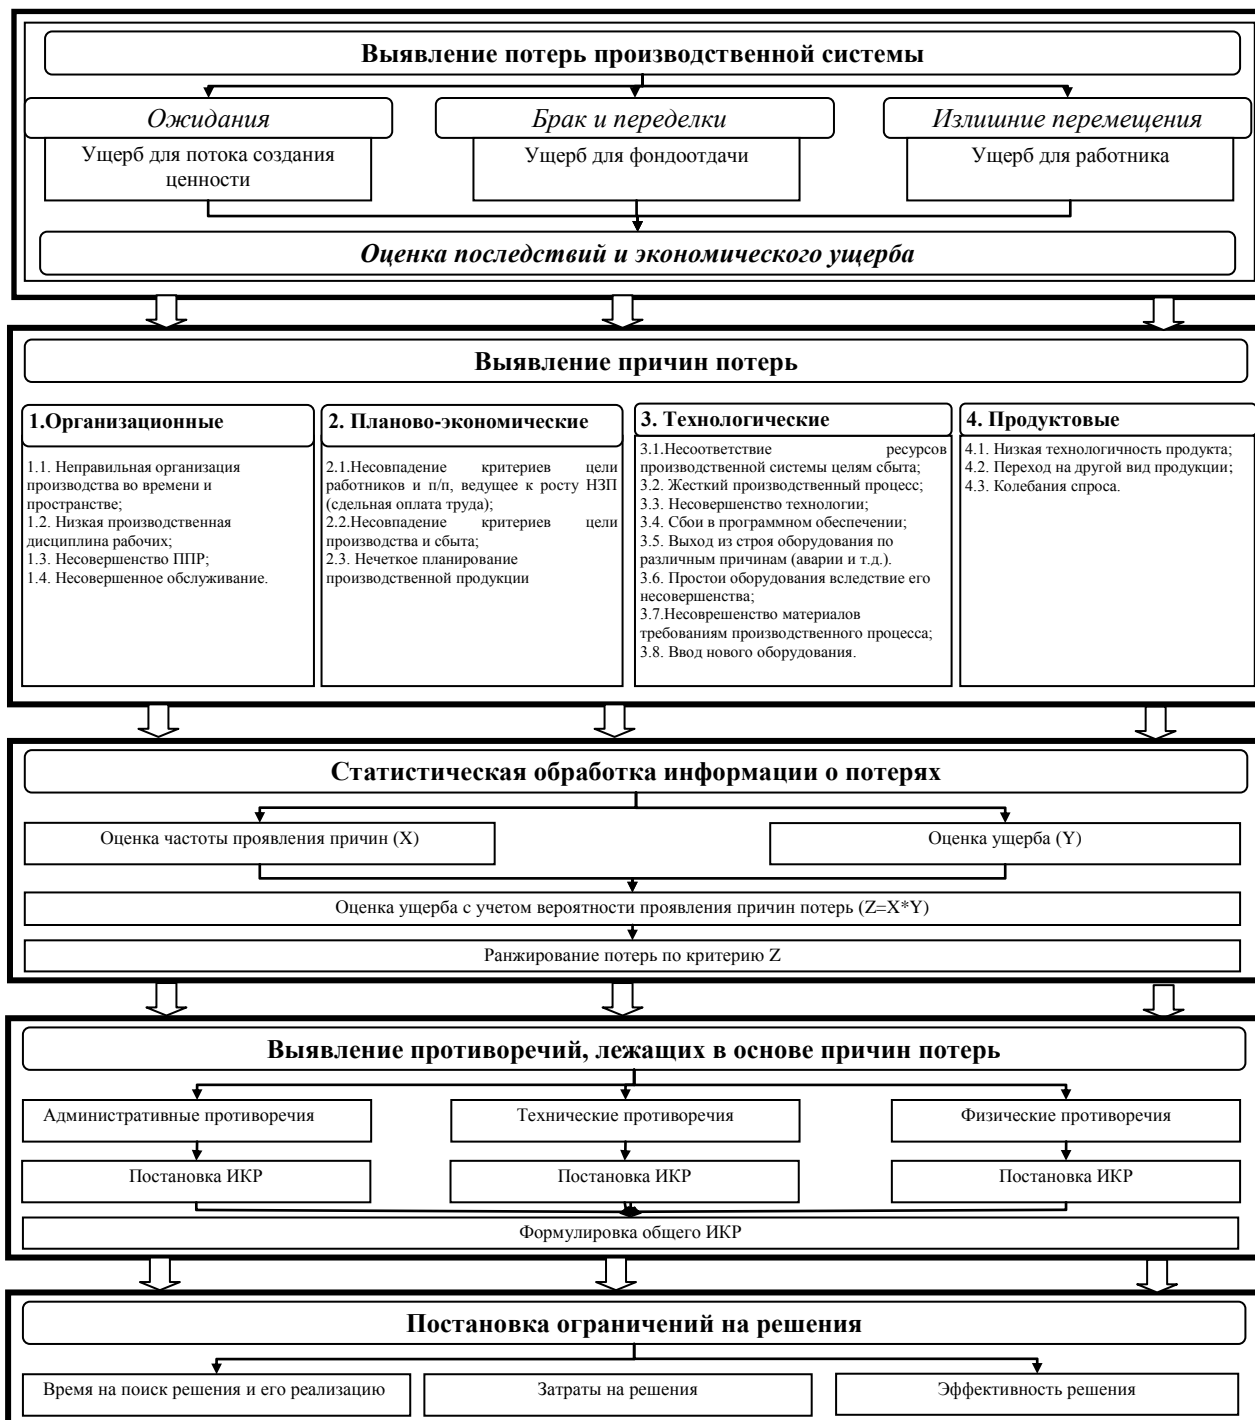 Выявление потерь производственной системы
Ожидания
Ущерб для потока создания
ценности
Брак и переделки
Ущерб для фондоотдачи
Излишние перемещения
Ущерб для работника
Оценка последствий и экономического ущерба
Выявление причин потерь
1.Организационные
1.1. Неправильная организация
производства во времени и
пространстве;
1.2. Низкая производственная
дисциплина рабочих;
1.3. Несовершенство ППР;
1.4. Несовершенное обслуживание.
2. Планово-экономические
2.1.Несовпадение критериев цели
работников и п/п, ведущее к росту НЗП
(сдельная оплата труда);
2.2.Несовпадение критериев цели
производства и сбыта;
2.3. Нечеткое планирование
производственной продукции
3. Технологические
3.1.Несоответствие ресурсов
производственной системы целям сбыта;
3.2. Жесткий производственный процесс;
3.3. Несовершенство технологии;
3.4. Сбои в программном обеспечении;
3.5. Выход из строя оборудования по
различным причинам (аварии и т.д.).
3.6. Простои оборудования вследствие его
несовершенства;
3.7.Несоврешенство материалов
требованиям производственного процесса;
3.8. Ввод нового оборудования.
4. Продуктовые
4.1. Низкая технологичность продукта;
4.2. Переход на другой вид продукции;
4.3. Колебания спроса.
Статистическая обработка информации о потерях
Оценка частоты проявления причин (X)
Оценка ущерба (Y)
Оценка ущерба с учетом вероятности проявления причин потерь (Z=X*Y)
Ранжирование потерь по критерию Z
Выявление противоречий, лежащих в основе причин потерь
Административные противоречия
Технические противоречия
Физические противоречия
Постановка ИКР
Постановка ИКР
Постановка ИКР
Формулировка общего ИКР
Постановка ограничений на решения
Время на поиск решения и его реализацию
Затраты на решения
Эффективность решения